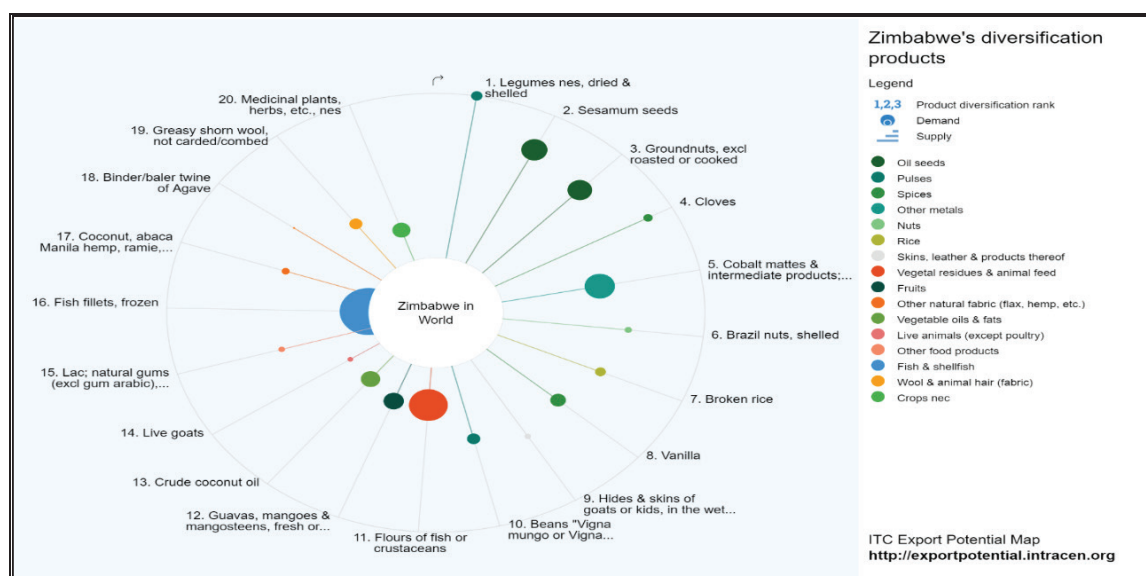 Zimbabwe's diversification
products
Legend
1,2,3 Product diversification rank
Demand
Supply
Oil seeds
Pulses
Spices
Other metals
Nuts
Rice
Skins, leather & products thereof
Vegetal residues & animal feed
Fruits
Other natural fabric (flax, hemp, etc.)
Vegetable oils & fats
Live animals (except poultry)
Other food products
Fish & shellfish
Wool & animal hair (fabric)
Crops nec
1. Legumes nes, dried &
shelled
2. Sesamum seeds
3. Groundnuts, excl
roasted or cooked
4. Cloves
5. Cobalt mattes &
intermediate products;...
6. Brazil nuts, shelled
7. Broken rice
8. Vanilla
9. Hides & skins of
goats or kids, in the wet...
10. Beans "Vigna
mungo or Vigna...
11. Flours of fish or
crustaceans
12. Guavas, mangoes &
mangosteens, fresh or...
13. Crude coconut oil
14. Live goats
15. Lac; natural gums
(excl gum arabic),...
16. Fish fillets, frozen
17. Coconut, abaca
Manila hemp, ramie,...
18. Binder/baler twine
of Agave
19. Greasy shorn wool,
not carded/combed
20. Medicinal plants,
herbs, etc., nes
Zimbabwe in
World
ITC Export Potential Map
http://exportpotential.intracen.org